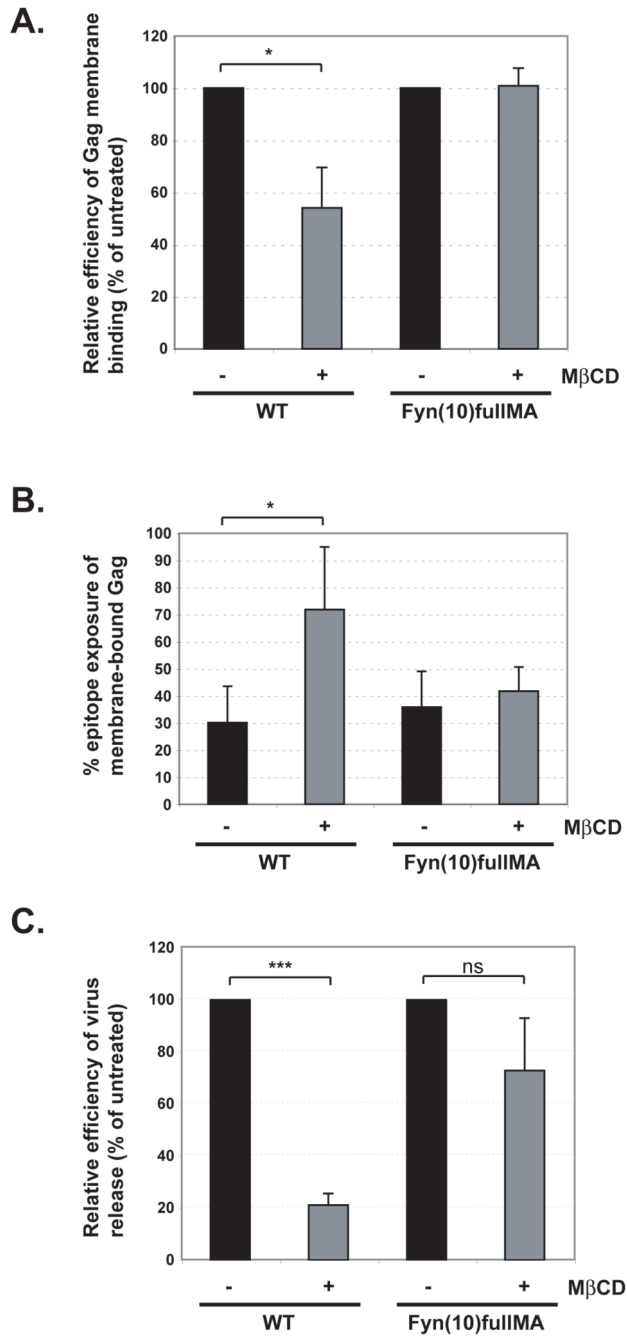 A.
Relative efficiency of Gag membrane
binding (% of untreated)
120
100
80
60
40
20
0
*
- + - + MβCD
WT Fyn(10)fullMA
B.
% epitope exposure of
membrane-bound Gag
100
90
80
70
60
50
40
30
20
10
0
*
- + - + MβCD
WT Fyn(10)fullMA
C.
Relative efficiency of virus
release (% of untreated)
120
100
80
60
40
20
0
*** ns
- + - + MβCD
WT Fyn(10)fullMA